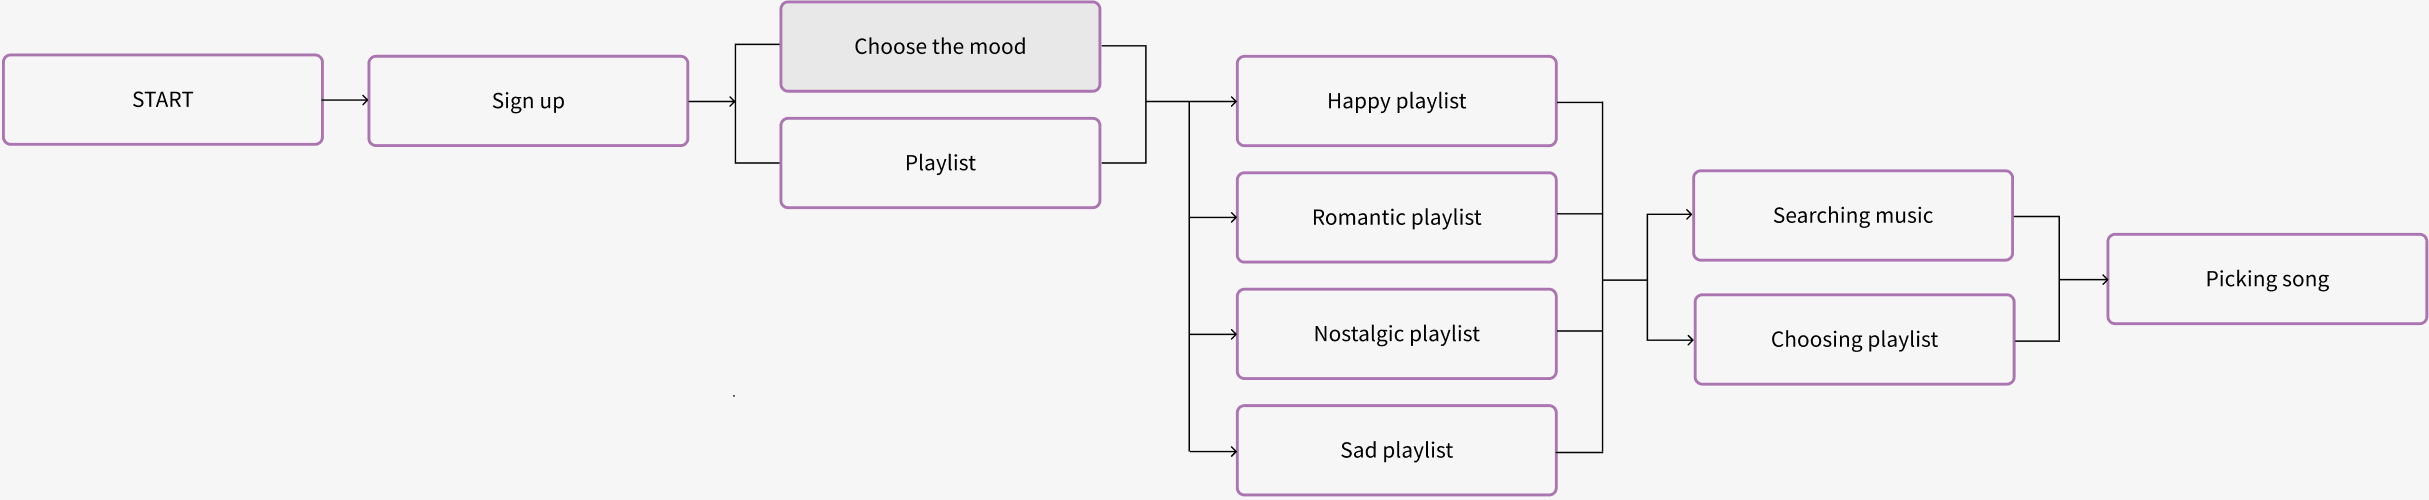 START
Sign up
Choose the mood
Playlist
Happy playlist
Romantic playlist
Nostalgic playlist
Sad playlist
Searching music
Choosing playlist
Picking song